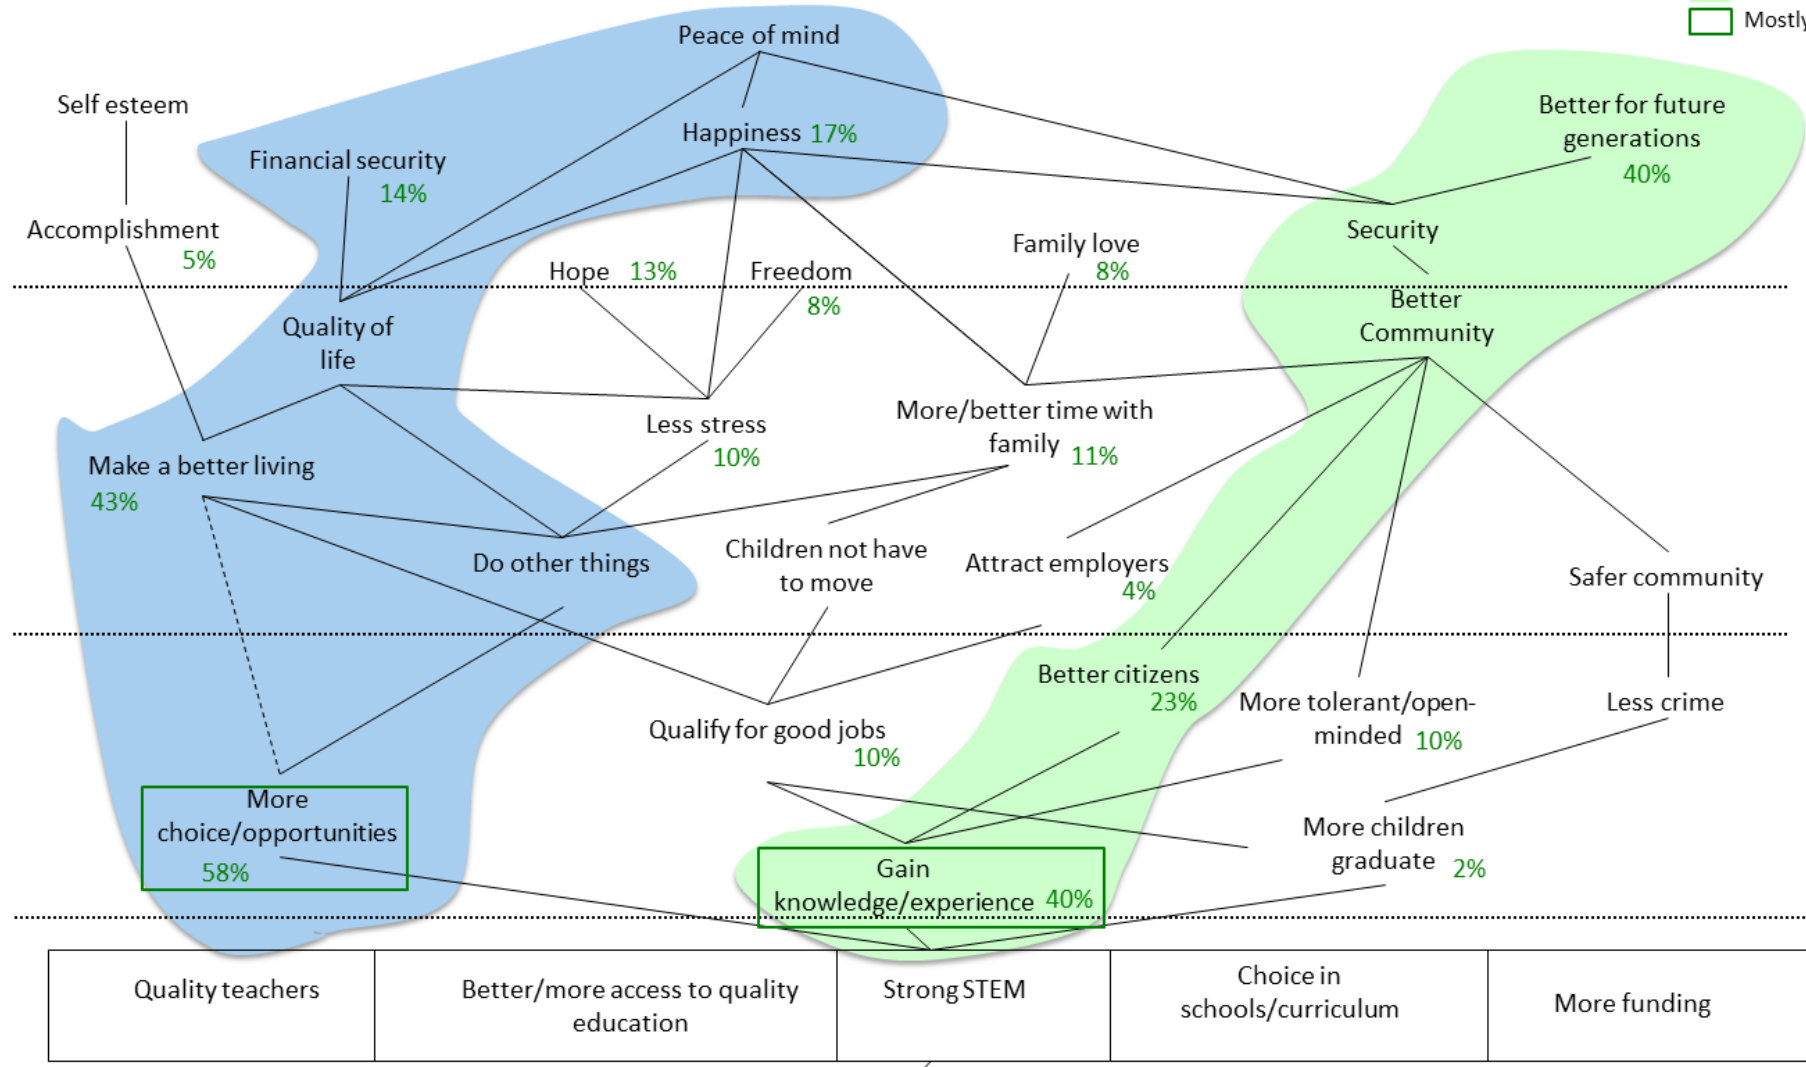 Mostly
Peace of mind
Self esteem
Better for future
generations
40%
Happiness 17%
Financial security
14%
Accomplishment
5%
Security
Family love
8%
Hope 13%
Freedom
8%
Better
Community
Quality of
life
Less stress
10%
More/better time with
family 11%
Make a better living
43%
Do other things
Children not have
to move
Attract employers
4%
Safer community
Better citizens
23%
More tolerant/open-
minded 10%
Less crime
Qualify for good jobs
10%
More
choice/opportunities
58%
More children
graduate 2%
Gain
knowledge/experience 40%
Quality teachers
Better/more access to quality
education
Strong STEM
Choice in
schools/curriculum
More funding